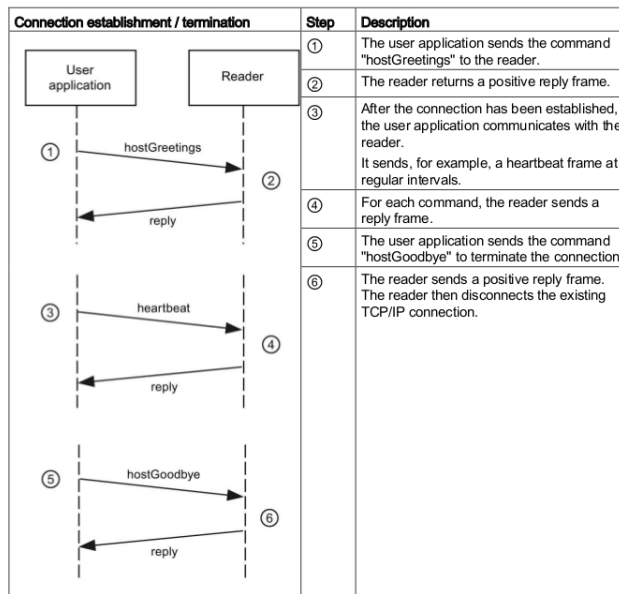 Connection establishment / termination
Step
Description
User
application
Reader
①
hostGreetings
②
reply
③
heartbeat
④
reply
⑤
hostGoodbye
⑥
reply
①
The user application sends the command
"hostGreetings" to the reader.
②
The reader returns a positive reply frame.
③
After the connection has been established,
the user application communicates with the
reader.
It sends, for example, a heartbeat frame at
regular intervals.
④
For each command, the reader sends a
reply frame.
⑤
The user application sends the command
"hostGoodbye" to terminate the connection
⑥
The reader sends a positive reply frame.
The reader then disconnects the existing
TCP/IP connection.